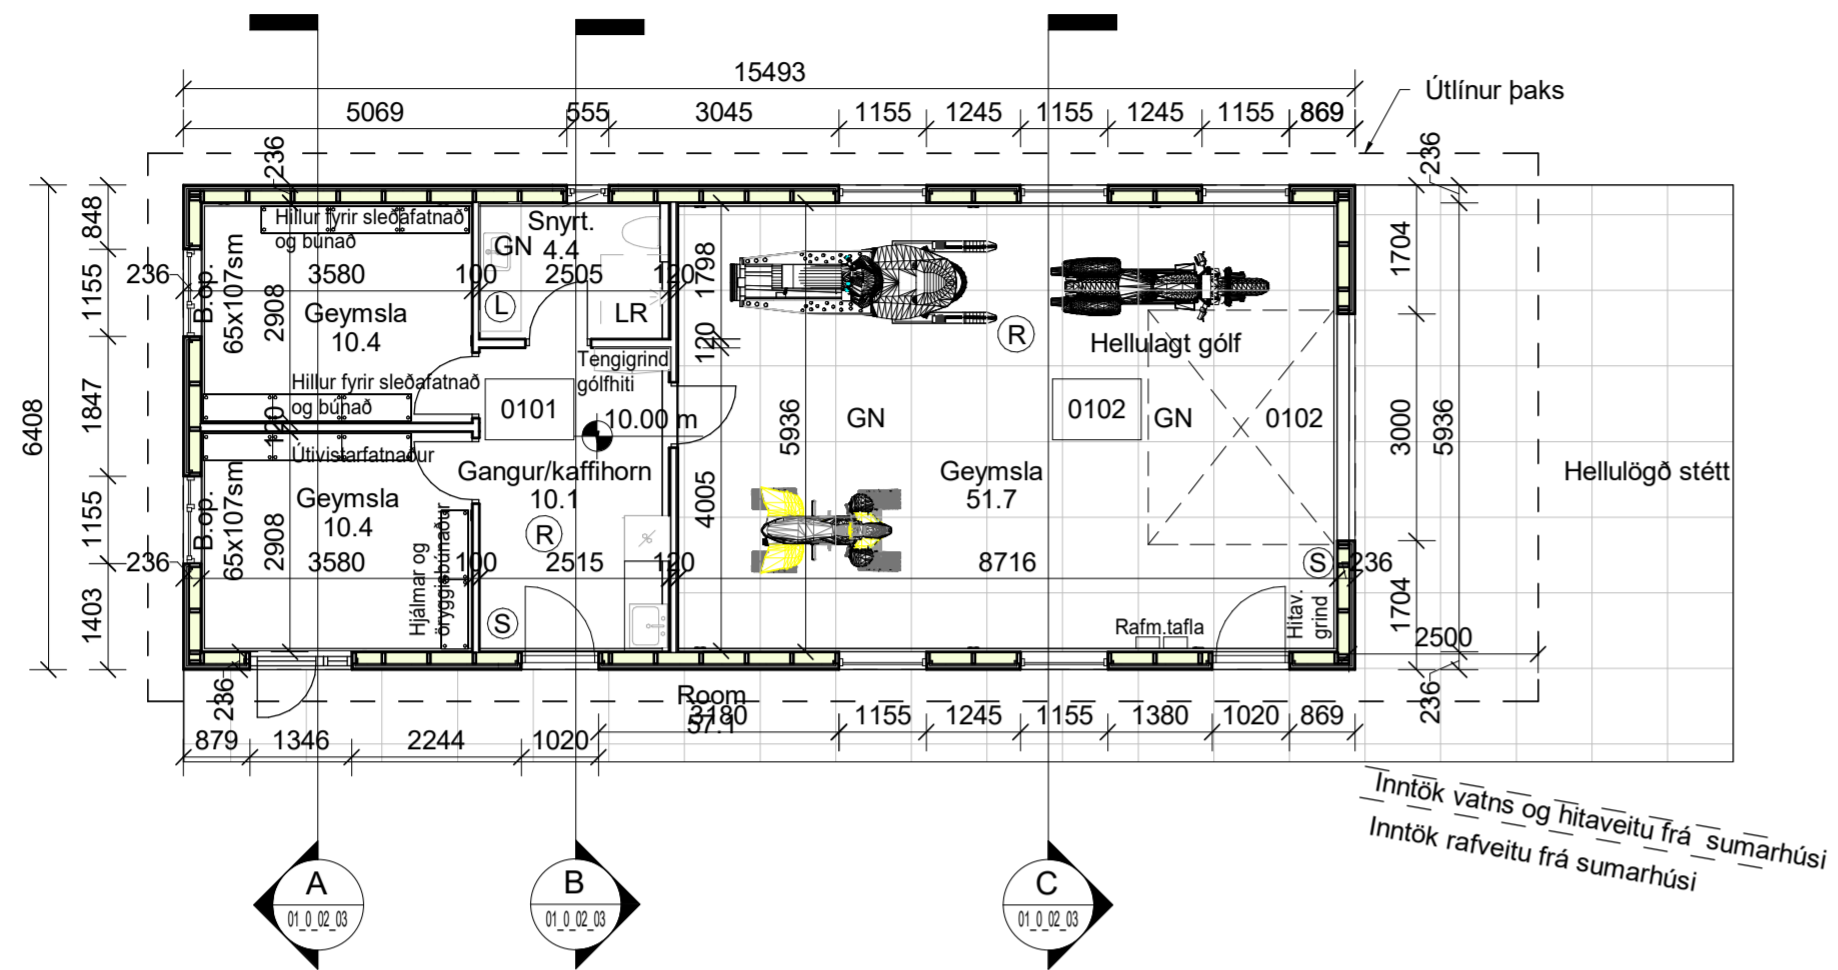 15493
Útlínur þaks
5069
555
3045
1155
1245
1155
1245
1155
869
236
236
848
1155
1847
1155
1403
6408
236
236
Hillur fyrir sleðafatnað
og búnað
B.op.
65x107sm
2908
3580
100
2505
120
Geymsla
10.4
Snyrt.
4.4
GN
L
LR
1798
120
Tengigrind
gólfhiti
Hillur fyrir sleðafatnað
og búnað
120
Útivistarfatnaður
0101
10.00 m
Gangur/kaffihorn
10.1
R
S
B.op.
65x107sm
2908
3580
100
2515
120
Geymsla
10.4
Hjálmar og
öryggisbúnaður
R
Hellulagt gólf
0102
GN
GN
0102
5936
4005
Geymsla
51.7
8716
S
236
Rafm.tafla
Hitav.
grind
1704
3000
5936
1704
2500
236
Hellulögð stétt
236
Room
57.1
3180
1155
1245
1155
1380
1020
869
879
1346
2244
1020
Inntök vatns og hitaveitu frá sumarhúsi
Inntök rafveitu frá sumarhúsi
A
01_0_02_03
B
01_0_02_03
C
01_0_02_03